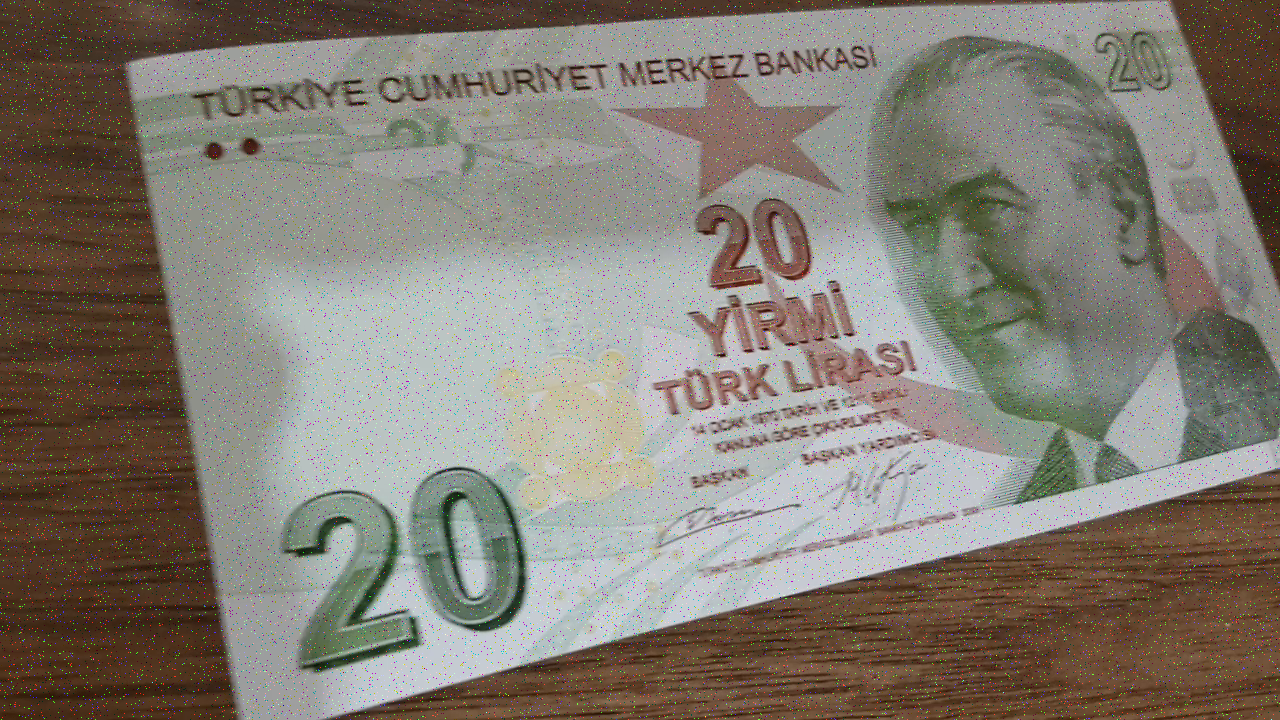 TÜRKİYE CUMHURİYET MERKEZ BANKASI
20
20
YİRMİ
TÜRK LİRASI
14 OCAK 1970 TARİH VE 1211 SAYILI
KANUNA GÖRE ÇIKARILMIŞTIR
BAŞKAN
BAŞKAN YARDIMCISI
20